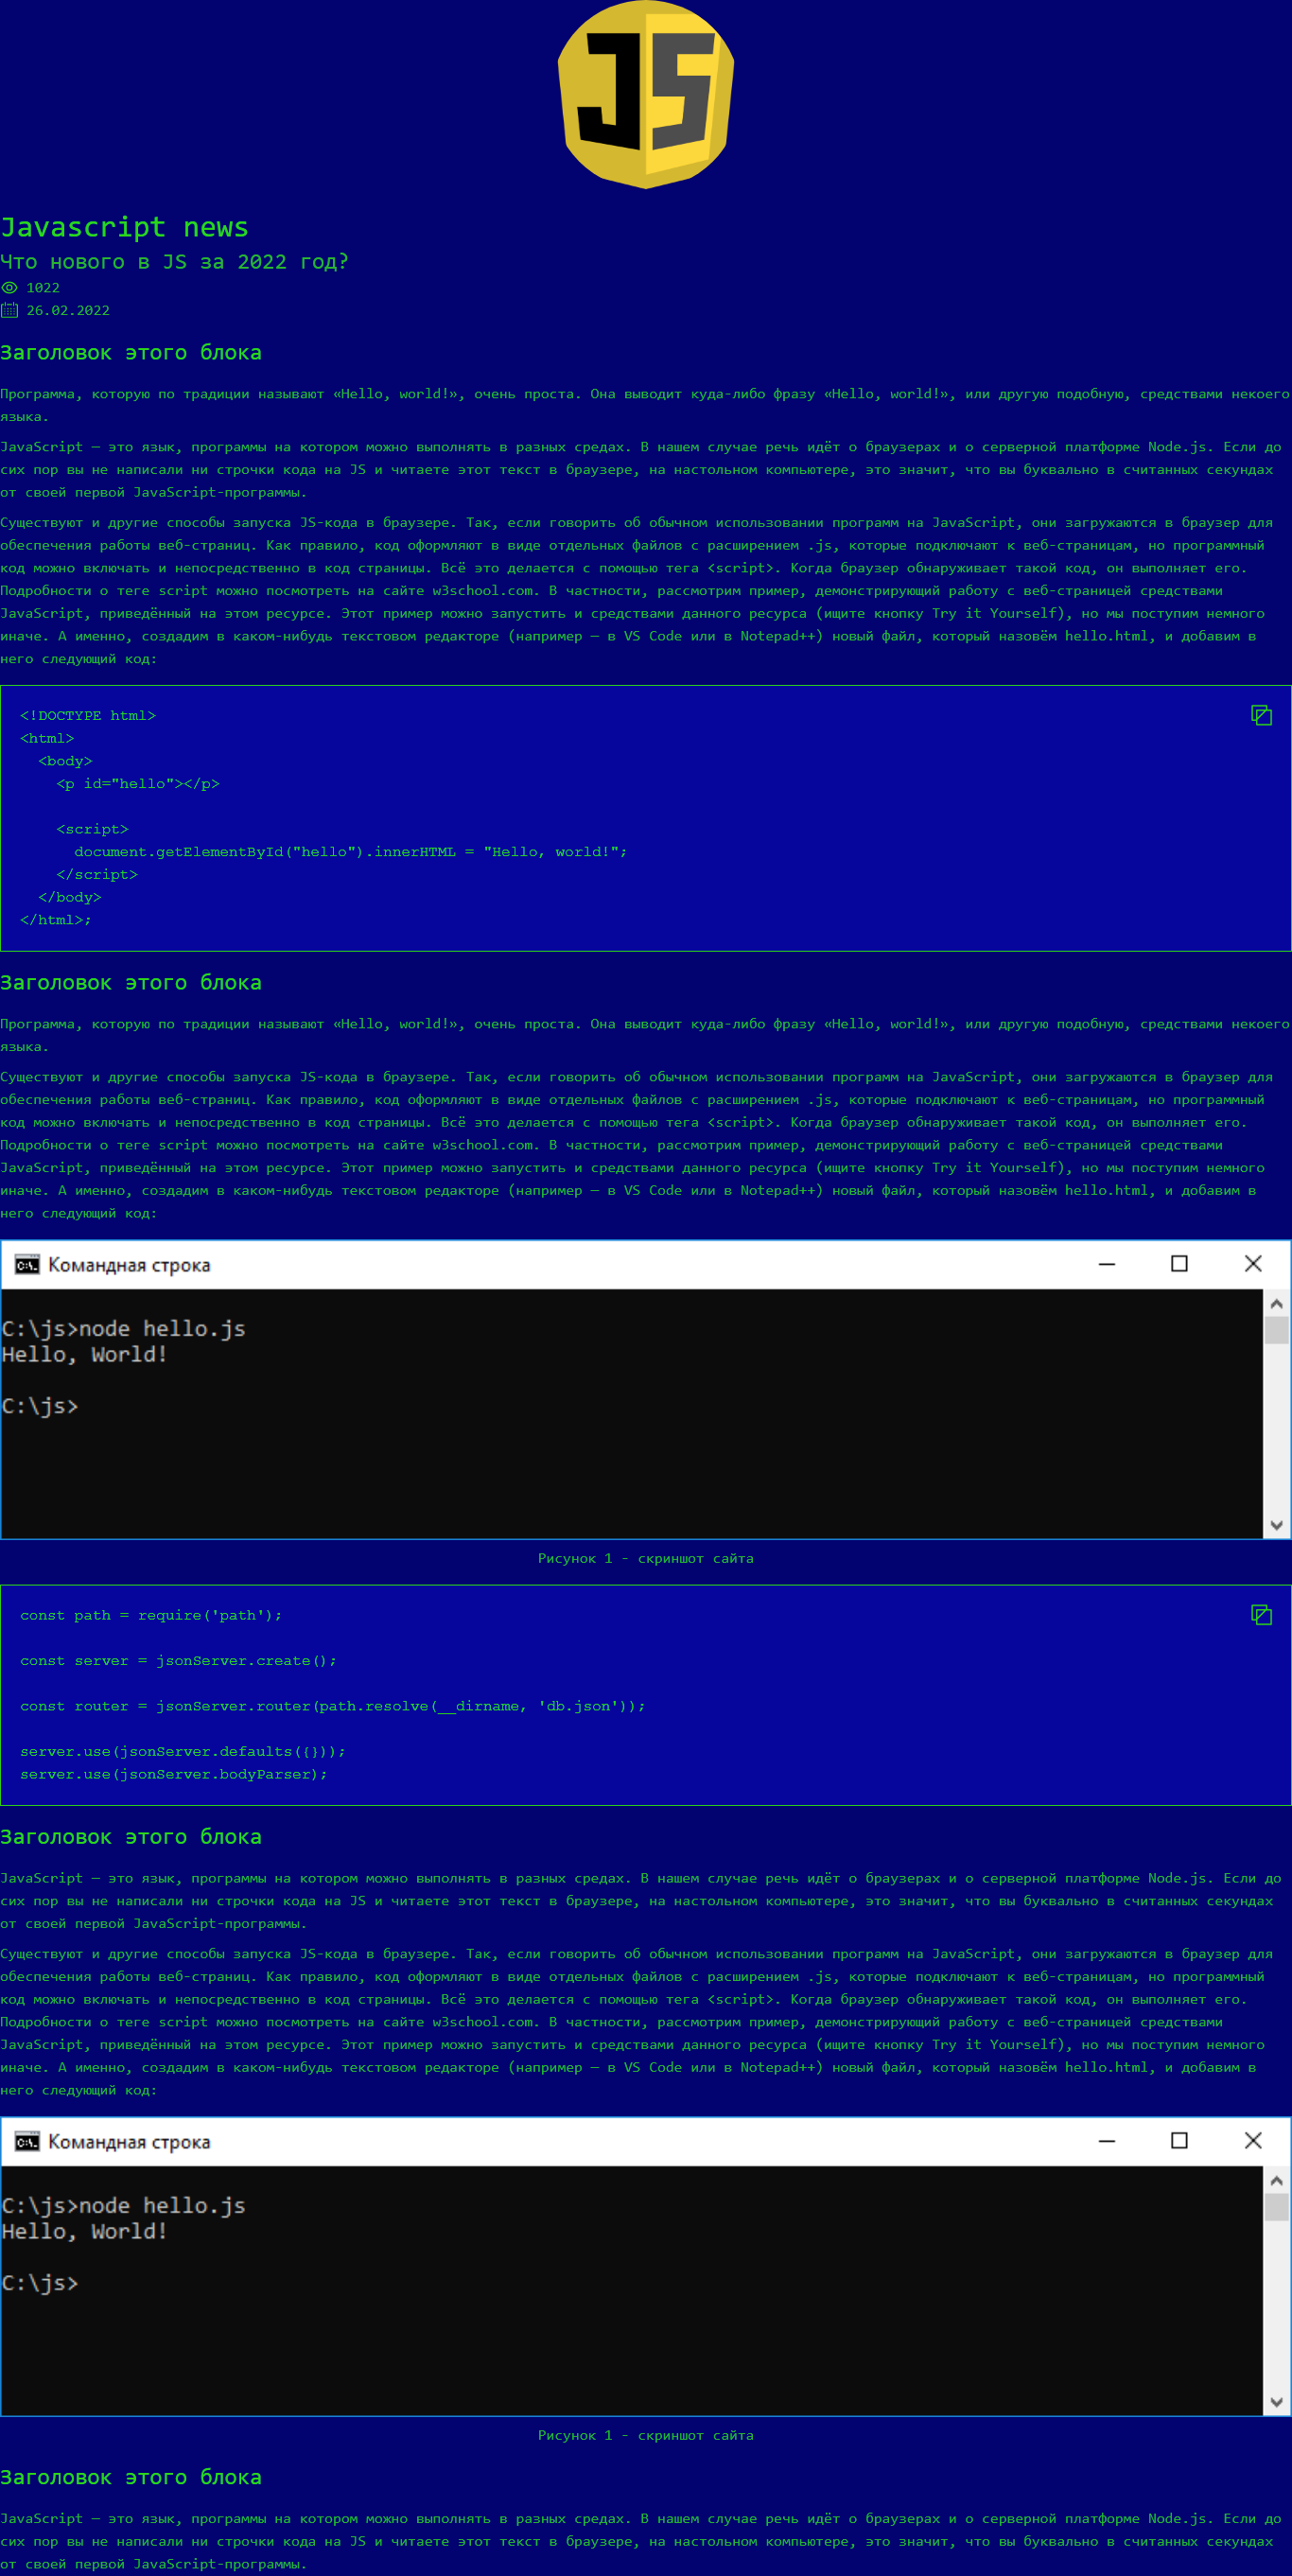 JS
Javascript news
Что нового в JS за 2022 год?
1022
26.02.2022
Заголовок этого блока
Программа, которую по традиции называют «Hello, world!», очень проста. Она выводит куда-либо фразу «Hello, world!», или другую подобную, средствами некоего
языка.
JavaScript — это язык, программы на котором можно выполнять в разных средах. В нашем случае речь идёт о браузерах и о серверной платформе Node.js. Если до
сих пор вы не написали ни строчки кода на JS и читаете этот текст в браузере, на настольном компьютере, это значит, что вы буквально в считанных секундах
от своей первой JavaScript-программы.
Существуют и другие способы запуска JS-кода в браузере. Так, если говорить об обычном использовании программ на JavaScript, они загружаются в браузер для
обеспечения работы веб-страниц. Как правило, код оформляют в виде отдельных файлов с расширением .js, которые подключают к веб-страницам, но программный
код можно включать и непосредственно в код страницы. Всё это делается с помощью тега <script>. Когда браузер обнаруживает такой код, он выполняет его.
Подробности о теге script можно посмотреть на сайте w3school.com. В частности, рассмотрим пример, демонстрирующий работу с веб-страницей средствами
JavaScript, приведённый на этом ресурсе. Этот пример можно запустить и средствами данного ресурса (ищите кнопку Try it Yourself), но мы поступим немного
иначе. А именно, создадим в каком-нибудь текстовом редакторе (например — в VS Code или в Notepad++) новый файл, который назовём hello.html, и добавим в
него следующий код:
<!DOCTYPE html>
<html>
<body>
<p id="hello"></p>
<script>
document.getElementById("hello").innerHTML = "Hello, world!";
</script>
</body>
</html>;
Заголовок этого блока
Программа, которую по традиции называют «Hello, world!», очень проста. Она выводит куда-либо фразу «Hello, world!», или другую подобную, средствами некоего
языка.
Существуют и другие способы запуска JS-кода в браузере. Так, если говорить об обычном использовании программ на JavaScript, они загружаются в браузер для
обеспечения работы веб-страниц. Как правило, код оформляют в виде отдельных файлов с расширением .js, которые подключают к веб-страницам, но программный
код можно включать и непосредственно в код страницы. Всё это делается с помощью тега <script>. Когда браузер обнаруживает такой код, он выполняет его.
Подробности о теге script можно посмотреть на сайте w3school.com. В частности, рассмотрим пример, демонстрирующий работу с веб-страницей средствами
JavaScript, приведённый на этом ресурсе. Этот пример можно запустить и средствами данного ресурса (ищите кнопку Try it Yourself), но мы поступим немного
иначе. А именно, создадим в каком-нибудь текстовом редакторе (например — в VS Code или в Notepad++) новый файл, который назовём hello.html, и добавим в
него следующий код:
Командная строка
C:\js>node hello.js
Hello, World!
C:\js>
Рисунок 1 - скриншот сайта
const path = require('path');
const server = jsonServer.create();
const router = jsonServer.router(path.resolve(__dirname, 'db.json'));
server.use(jsonServer.defaults({}));
server.use(jsonServer.bodyParser);
Заголовок этого блока
JavaScript — это язык, программы на котором можно выполнять в разных средах. В нашем случае речь идёт о браузерах и о серверной платформе Node.js. Если до
сих пор вы не написали ни строчки кода на JS и читаете этот текст в браузере, на настольном компьютере, это значит, что вы буквально в считанных секундах
от своей первой JavaScript-программы.
Существуют и другие способы запуска JS-кода в браузере. Так, если говорить об обычном использовании программ на JavaScript, они загружаются в браузер для
обеспечения работы веб-страниц. Как правило, код оформляют в виде отдельных файлов с расширением .js, которые подключают к веб-страницам, но программный
код можно включать и непосредственно в код страницы. Всё это делается с помощью тега <script>. Когда браузер обнаруживает такой код, он выполняет его.
Подробности о теге script можно посмотреть на сайте w3school.com. В частности, рассмотрим пример, демонстрирующий работу с веб-страницей средствами
JavaScript, приведённый на этом ресурсе. Этот пример можно запустить и средствами данного ресурса (ищите кнопку Try it Yourself), но мы поступим немного
иначе. А именно, создадим в каком-нибудь текстовом редакторе (например — в VS Code или в Notepad++) новый файл, который назовём hello.html, и добавим в
него следующий код:
Командная строка
C:\js>node hello.js
Hello, World!
C:\js>
Рисунок 1 - скриншот сайта
Заголовок этого блока
JavaScript — это язык, программы на котором можно выполнять в разных средах. В нашем случае речь идёт о браузерах и о серверной платформе Node.js. Если до
сих пор вы не написали ни строчки кода на JS и читаете этот текст в браузере, на настольном компьютере, это значит, что вы буквально в считанных секундах
от своей первой JavaScript-программы.